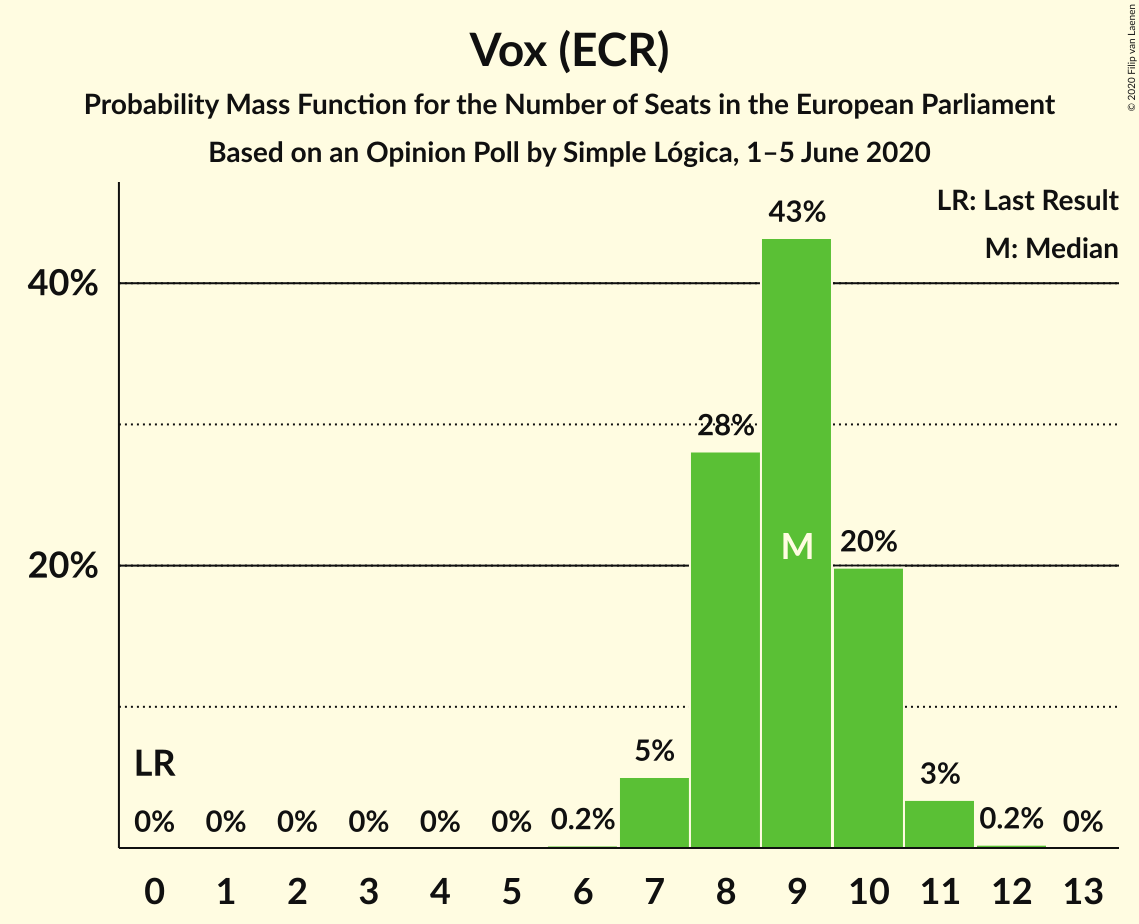 Vox (ECR)
Probability Mass Function for the Number of Seats in the European Parliament
Based on an Opinion Poll by Simple Lógica, 1–5 June 2020
© 2020 Filip van Laenen
LR: Last Result
M: Median
43%
40%
28%
M
20%
20%
5%
3%
LR
0% 0% 0% 0% 0% 0% 0.2% 0.2% 0%
0 1 2 3 4 5 6 7 8 9 10 11 12 13